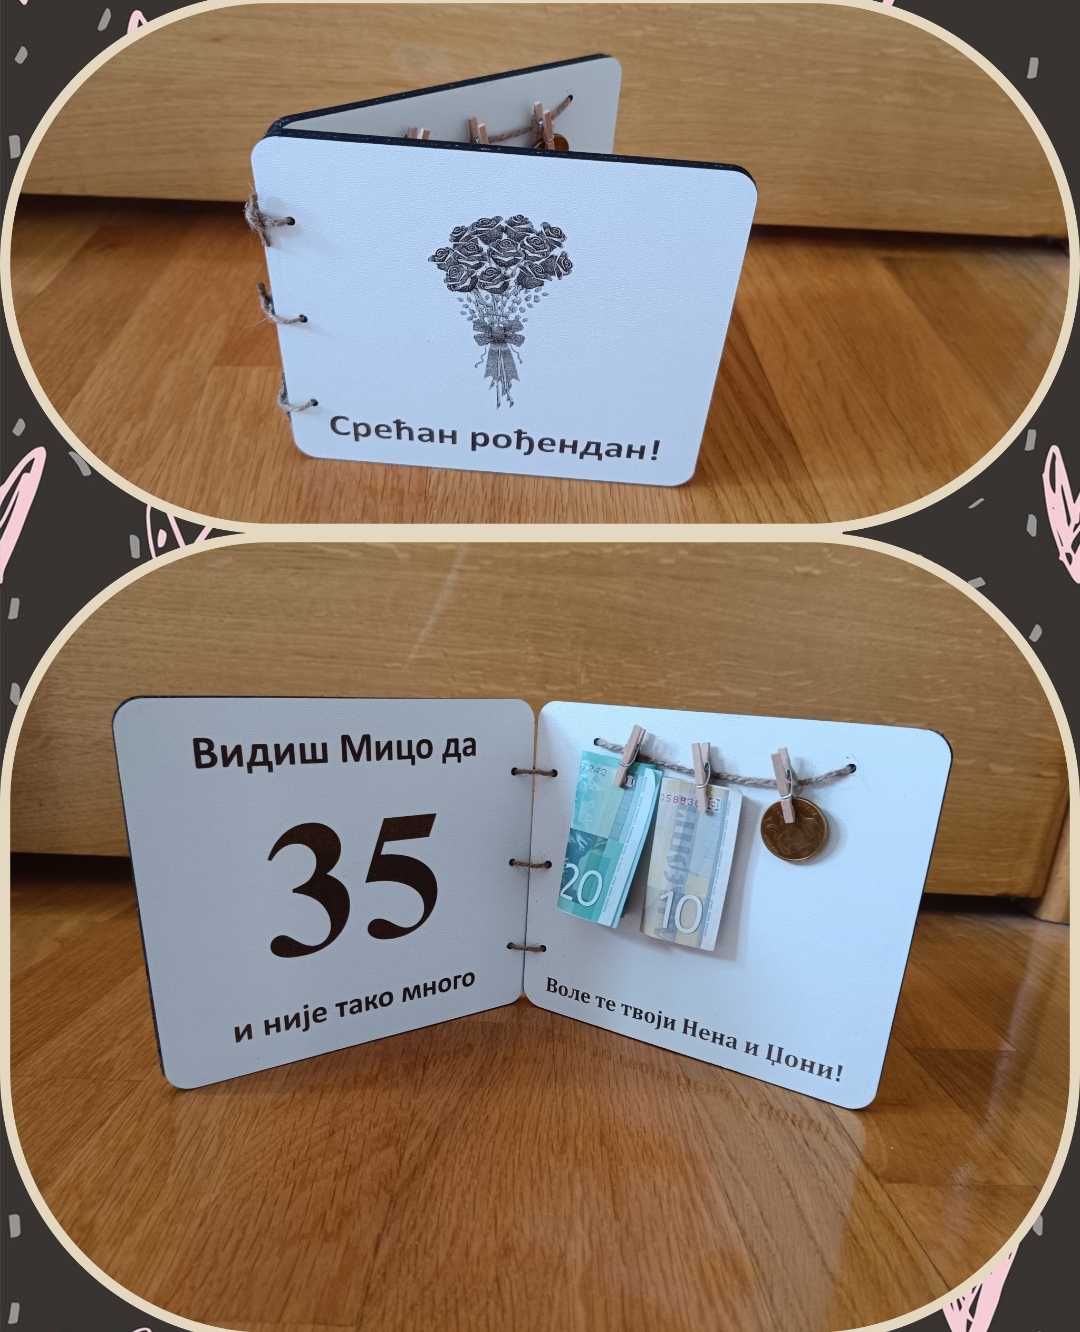 Срећан рођендан!
Видиш Мицо да
35
и није тако много
20
10
Воле те твоји Нена и Џони!